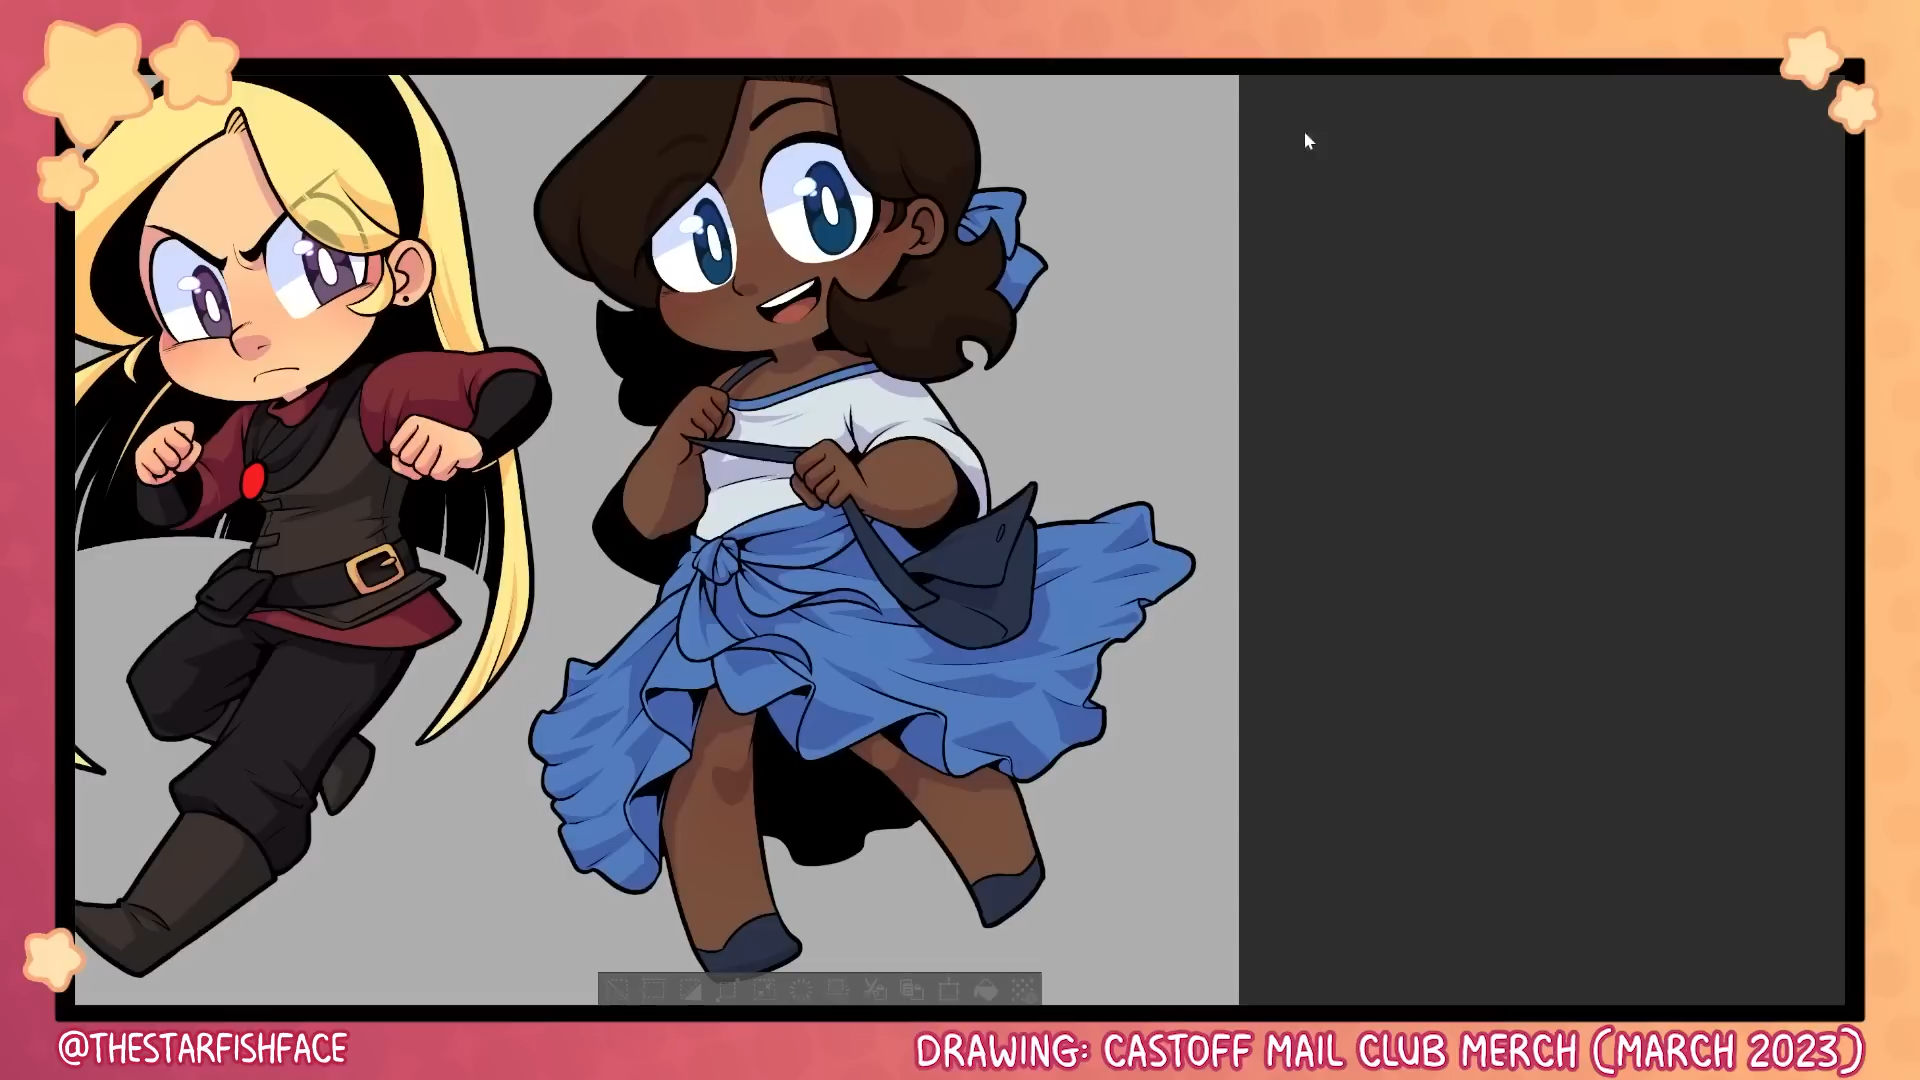 @THESTARFISHFACE
DRAWING: CASTOFF MAIL CLUB MERCH (MARCH 2023)